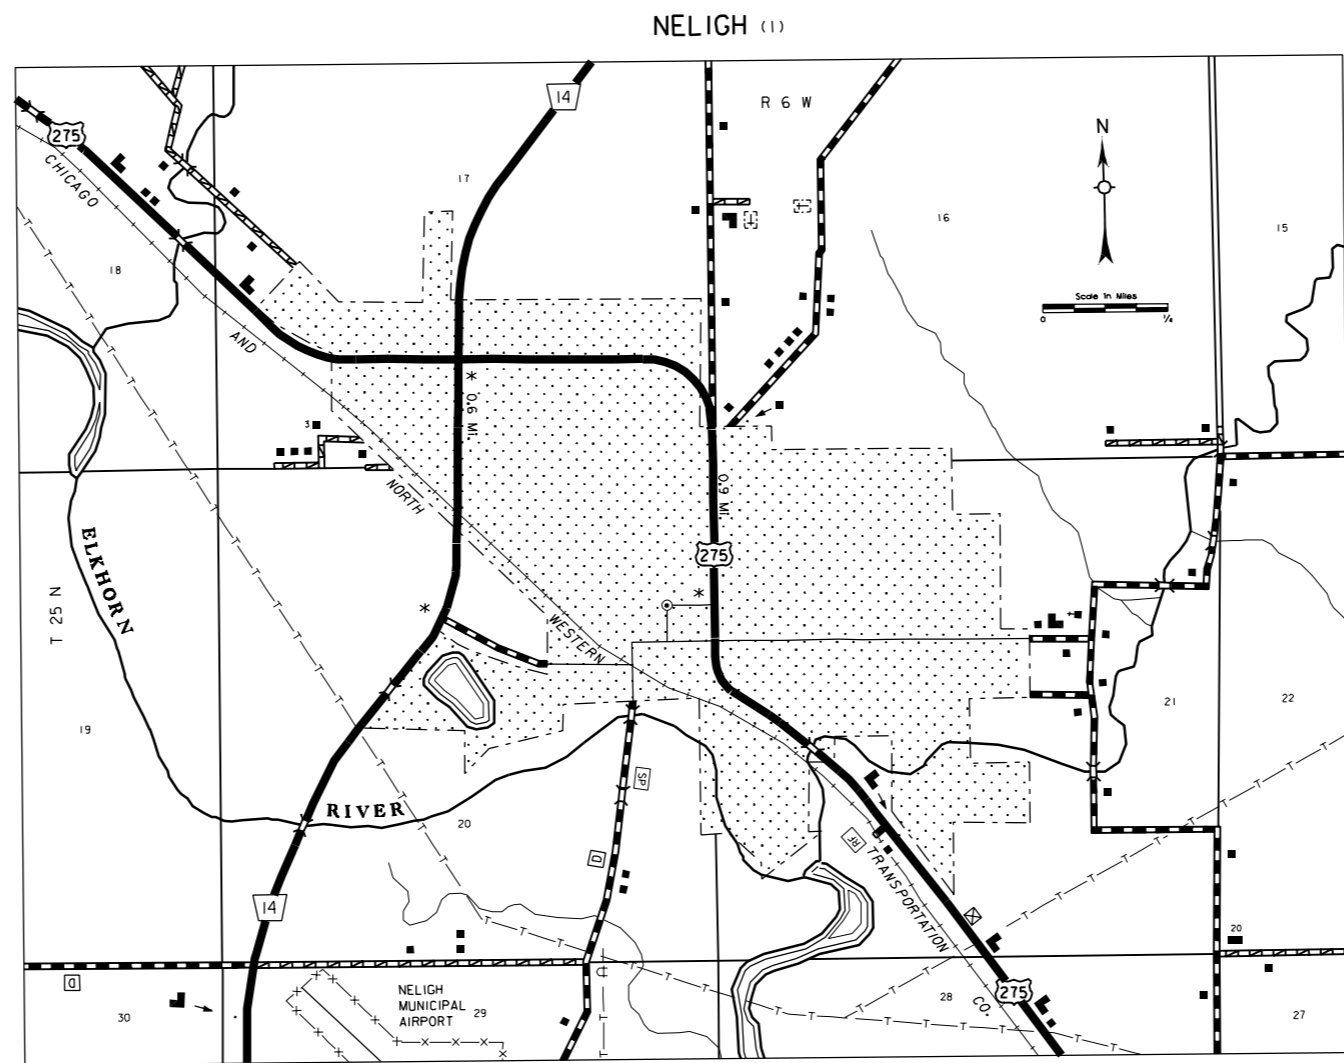 NELIGH (1)
14
R 6 W
N
275
CHICAGO
17
16
15
18
Scale In Miles
0 1/4
AND
* 0.6 MI.
3
NORTH
0.9 MI.
ELKHORN
275
T 25 N
*
*
WESTERN
21
22
19
SP
RIVER
20
RF
D
TRANSPORTATION
14
20
D
NELIGH
MUNICIPAL
AIRPORT
29
30
28
275
CO.
27